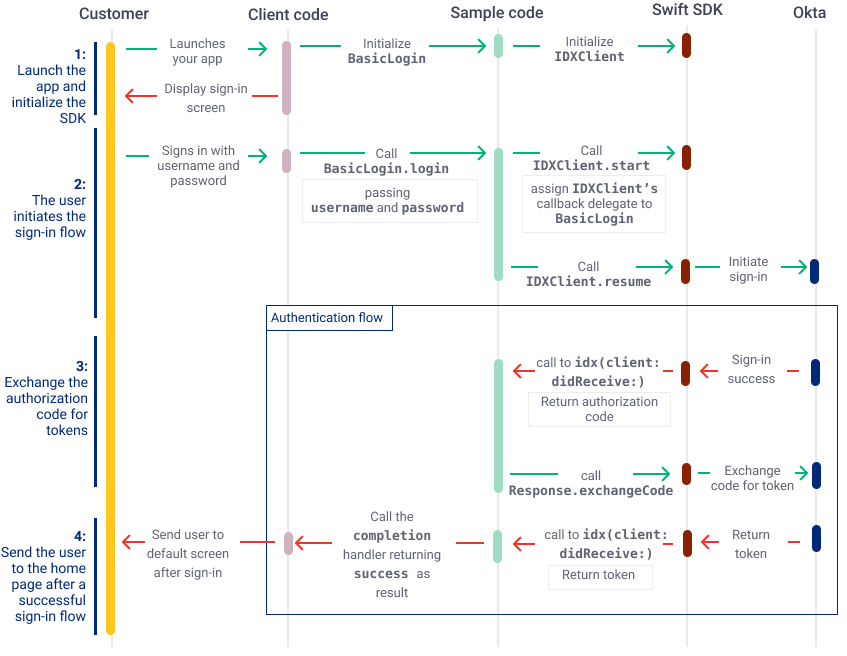 Customer
Client code
Sample code
Swift SDK
Okta
1:
Launch the
app and
initialize the
SDK
Launches
your app
Initialize
BasicLogin
Initialize
IDXClient
Display sign-in
screen
2:
The user
initiates the
sign-in flow
Signs in with
username and
password
Call
BasicLogin.login
passing
username and password
Call
IDXClient.start
assign IDXClient’s
callback delegate to
BasicLogin
Call
IDXClient.resume
Initiate
sign-in
Authentication flow
3:
Exchange the
authorization
code for
tokens
call to idx(client:
didReceive:)
Return authorization
code
Sign-in
success
call
Response.exchangeCode
Exchange
code for token
4:
Send the user
to the home
page after a
successful
sign-in flow
Send user to
default screen
after sign-in
Call the
completion
handler returning
success as
result
call to idx(client:
didReceive:)
Return token
Return
token